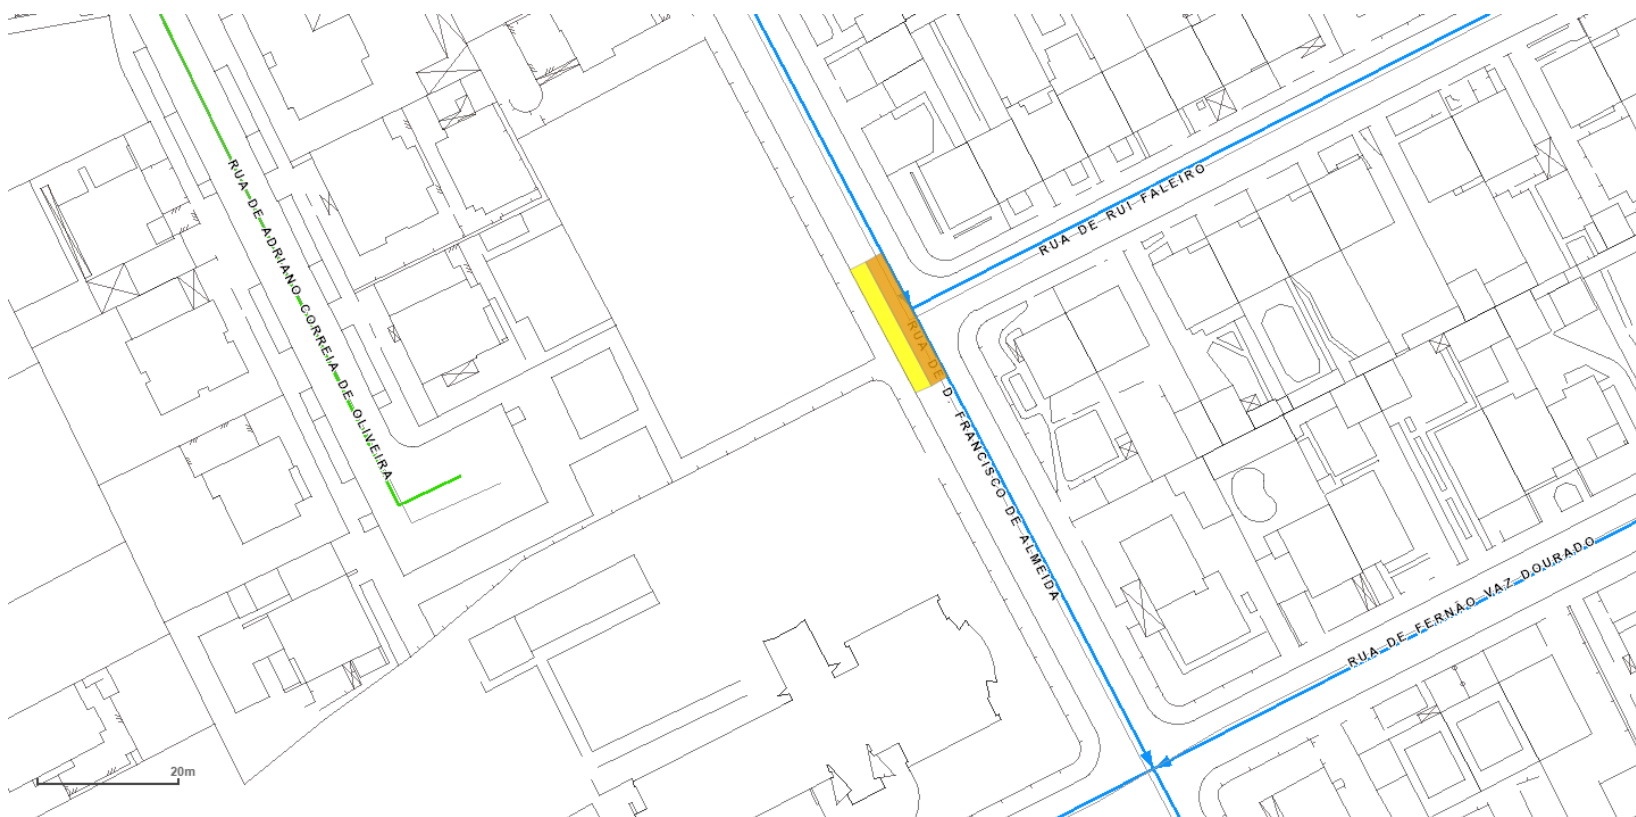 RUA DE ADRIANO CORREIA DE OLIVEIRA
RUA DE RUI FALEIRO
RUA DE D. FRANCISCO DE ALMEIDA
RUA DE FERNÃO VAZ DOURADO
20m